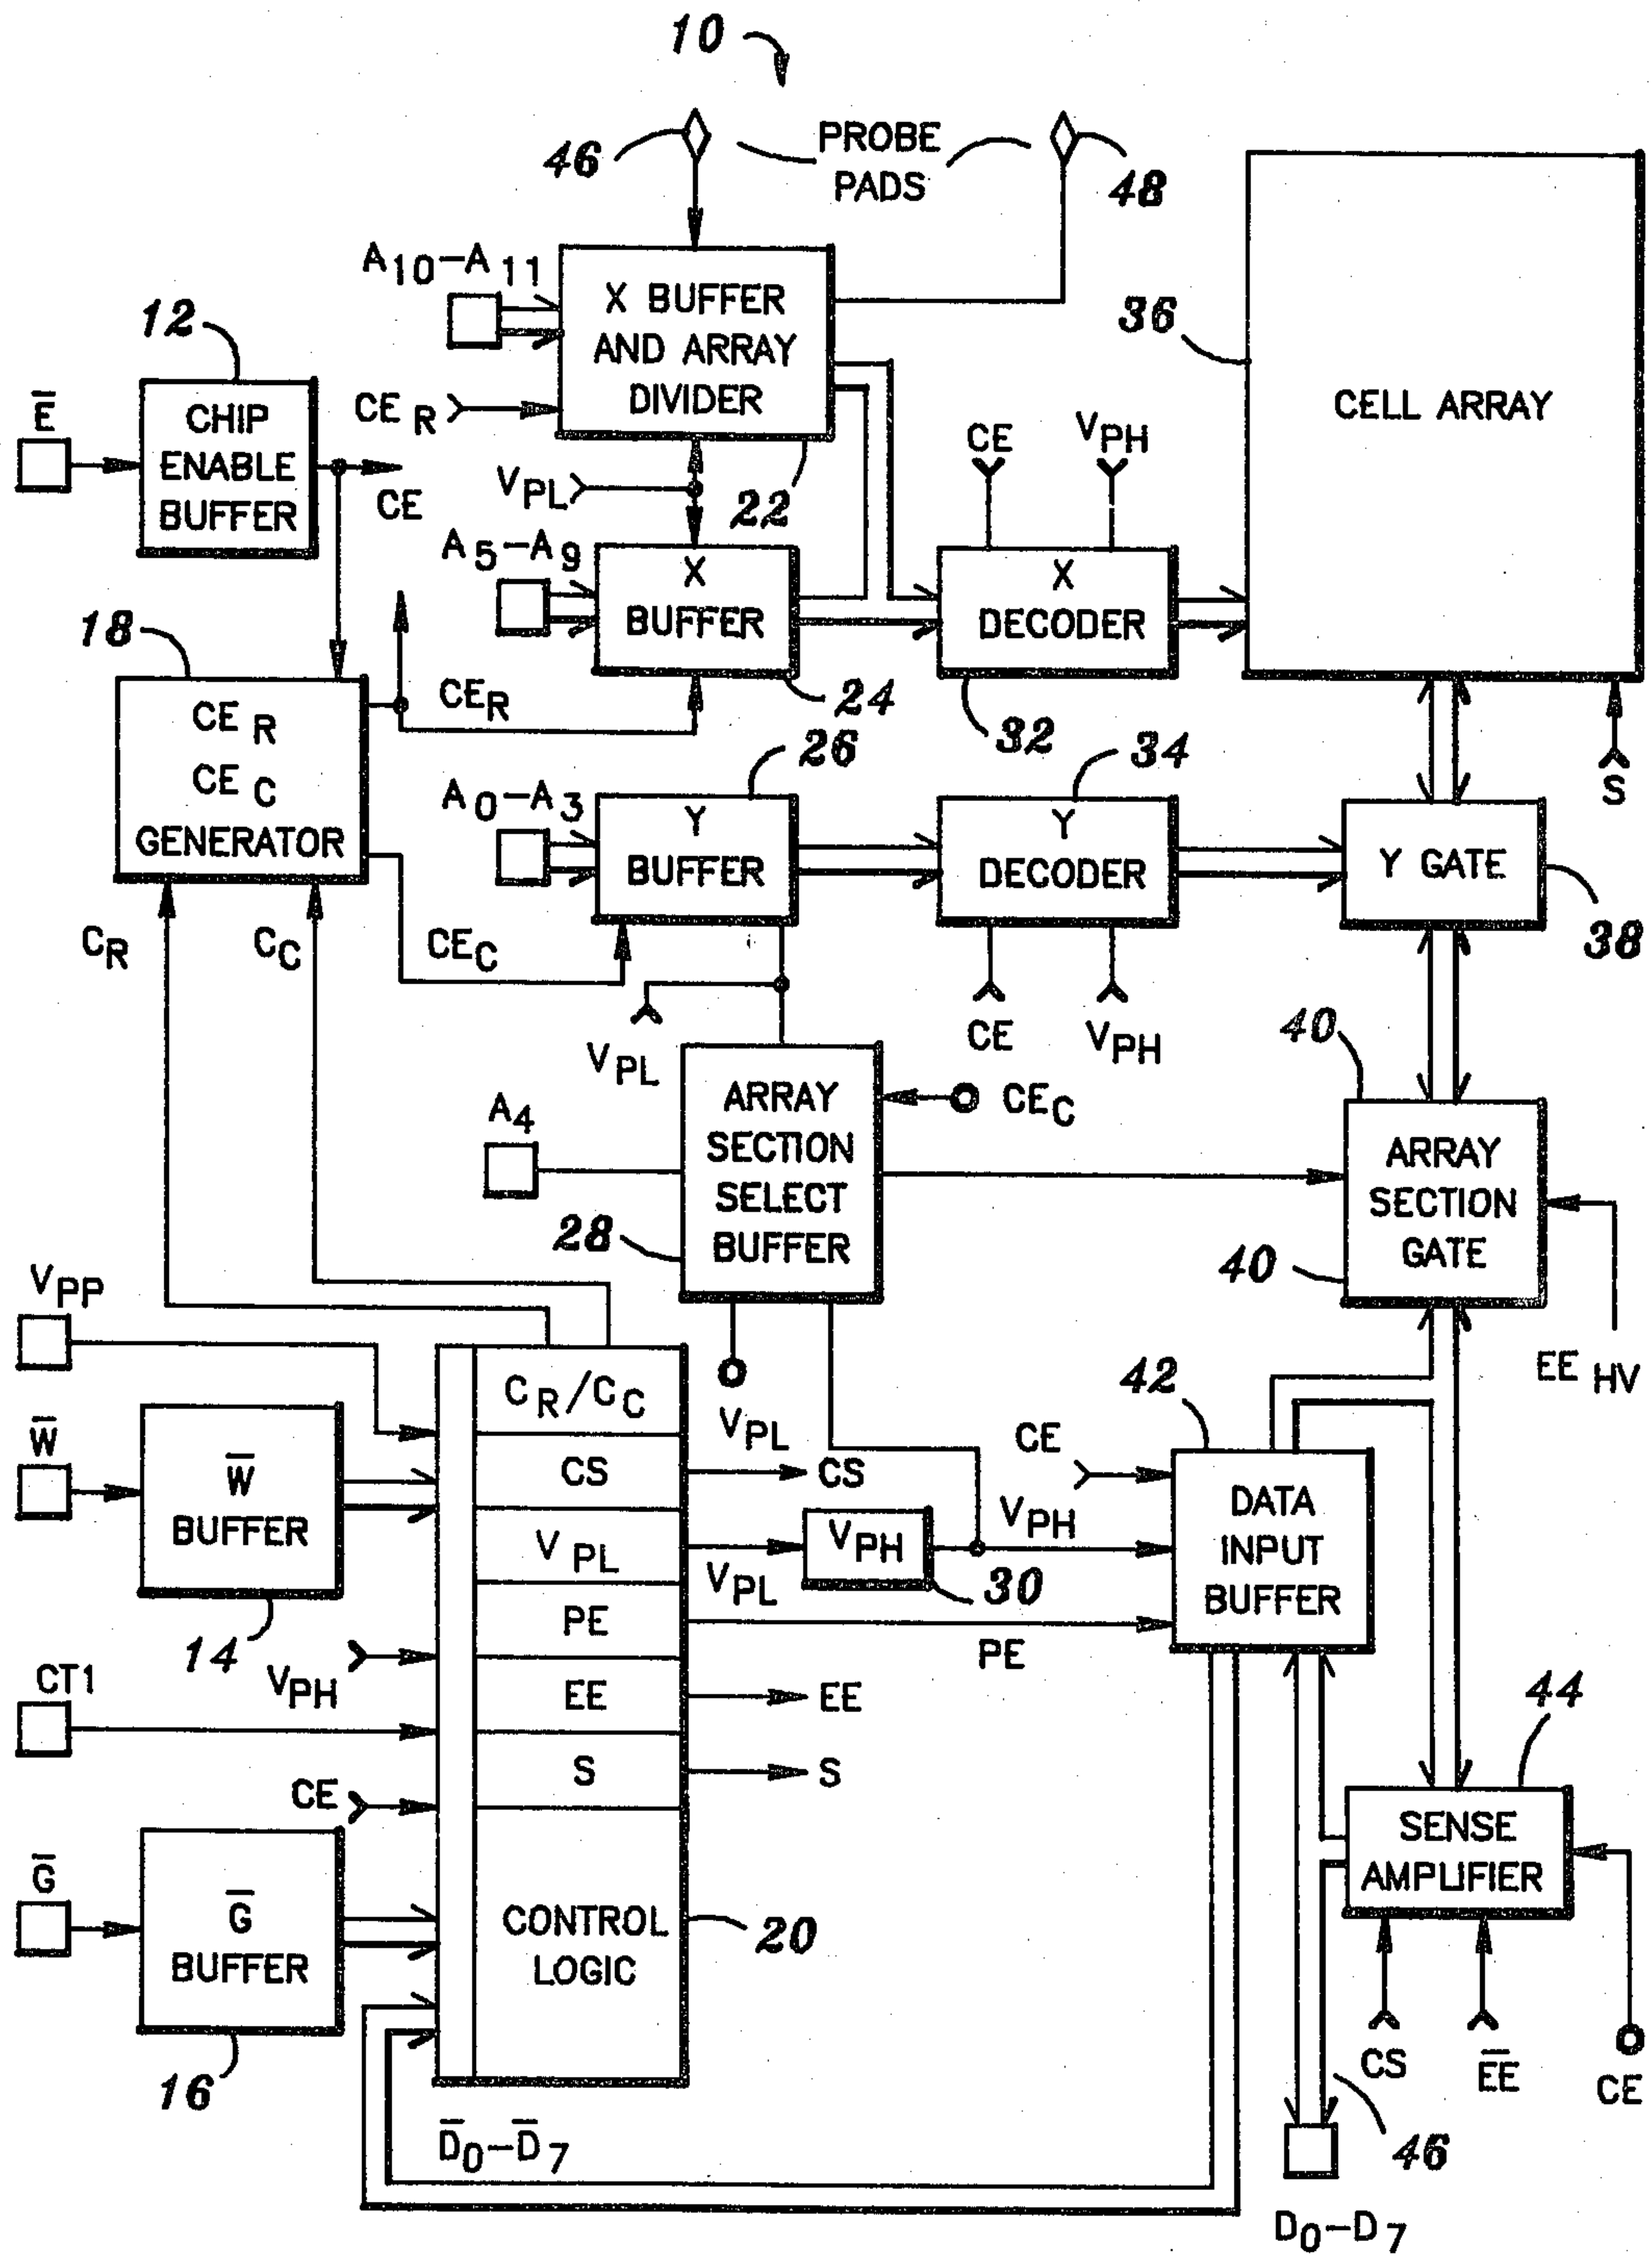 10
46
PROBE
PADS
48
A10-A11
X BUFFER
AND ARRAY
DIVIDER
36
CELL ARRAY
12
E̅
CHIP
ENABLE
BUFFER
CE
CE R
VPL
22
CE
VPH
A5-A9
X
BUFFER
24
X
DECODER
32
18
CE R
CE C
GENERATOR
CER
S
26
34
A0-A3
Y
BUFFER
Y
DECODER
Y GATE
38
CR
CC
CEC
VPL
CE
VPH
40
A4
ARRAY
SECTION
SELECT
BUFFER
28
CEC
ARRAY
SECTION
GATE
40
EE HV
VPP
VPL
W̅
W̅
BUFFER
14
CR/CC
CS
VPL
PE
EE
S
CONTROL
LOGIC
20
CS
VPL
VPH
30
VPH
PE
EE
S
42
CE
DATA
INPUT
BUFFER
CT1
VPH
CE
G̅
G̅
BUFFER
16
44
SENSE
AMPLIFIER
CS
E̅E̅
CE
46
D̅0-D̅7
D0-D7